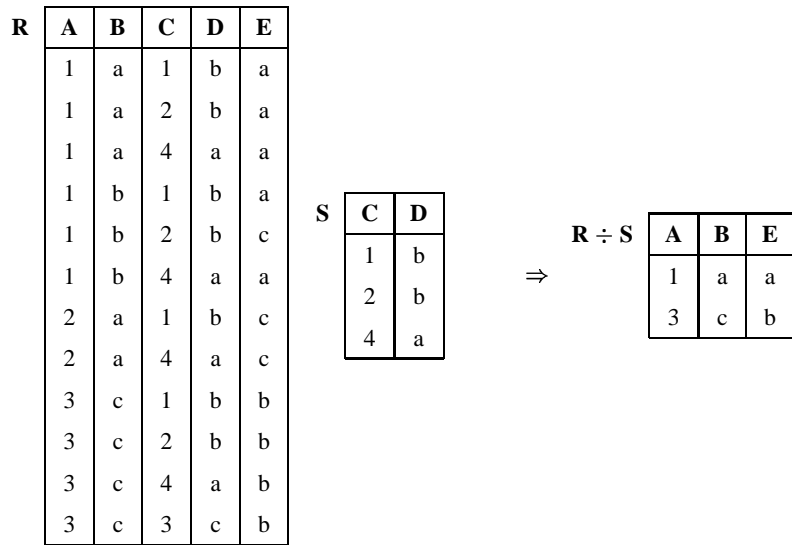 R A B C D E
1 a 1 b a
1 a 2 b a
1 a 4 a a
1 b 1 b a
1 b 2 b c
1 b 4 a a
2 a 1 b c
2 a 4 a c
3 c 1 b b
3 c 2 b b
3 c 4 a b
3 c 3 c b
S C D
1 b
2 b
4 a
⇒
R ÷ S A B E
1 a a
3 c b